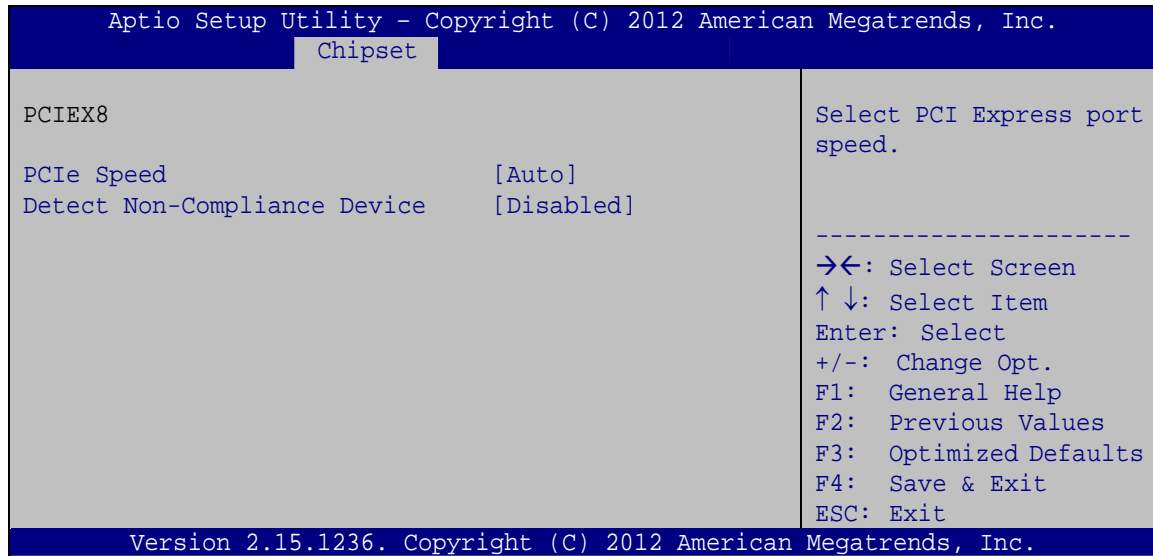 Aptio Setup Utility – Copyright (C) 2012 American Megatrends, Inc.
Chipset
PCIEX8
PCIe Speed [Auto]
Detect Non-Compliance Device [Disabled]
Select PCI Express port
speed.
----------------------
→←: Select Screen
↑ ↓: Select Item
Enter: Select
+/-: Change Opt.
F1: General Help
F2: Previous Values
F3: Optimized Defaults
F4: Save & Exit
ESC: Exit
Version 2.15.1236. Copyright (C) 2012 American Megatrends, Inc.